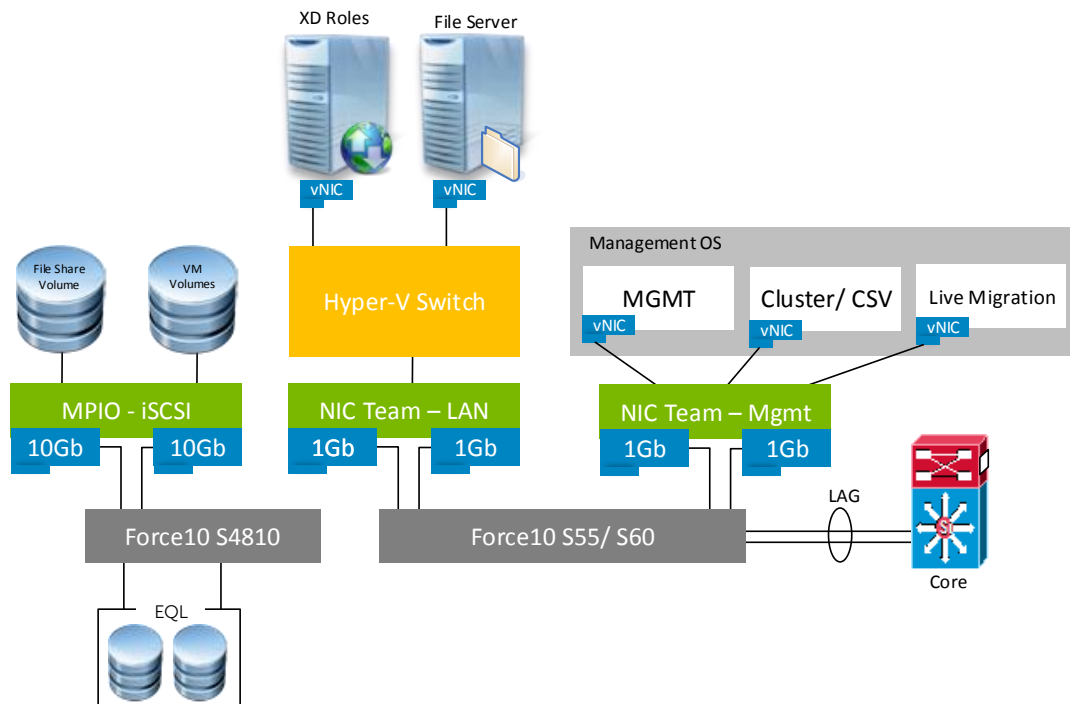 XD Roles
File Server
vNIC
vNIC
File Share
Volume
VM
Volumes
Hyper-V Switch
Management OS
MGMT
Cluster/ CSV
Live Migration
vNIC
vNIC
vNIC
MPIO - iSCSI
10Gb
10Gb
NIC Team – LAN
1Gb
1Gb
NIC Team – Mgmt
1Gb
1Gb
Force10 S4810
Force10 S55/ S60
LAG
Si
Core
EQL